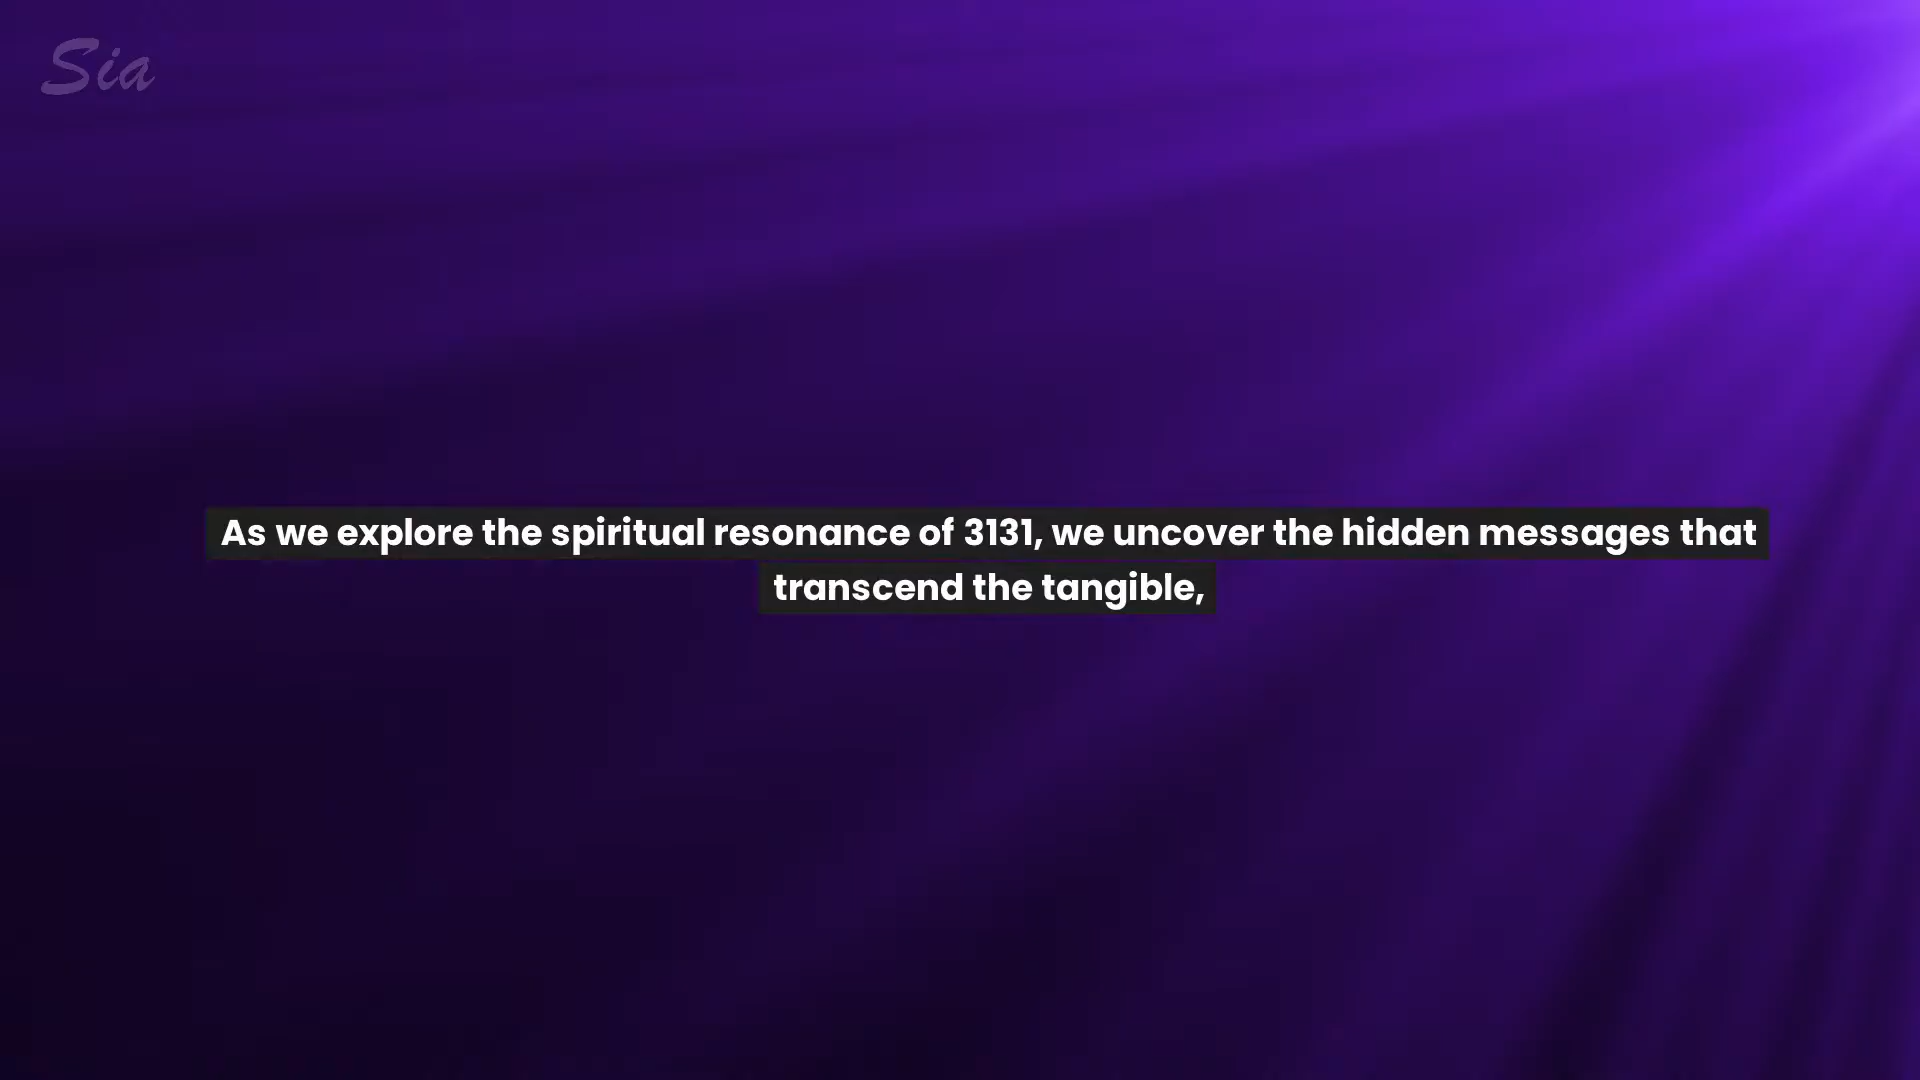 Sia
As we explore the spiritual resonance of 3131, we uncover the hidden messages that
transcend the tangible,